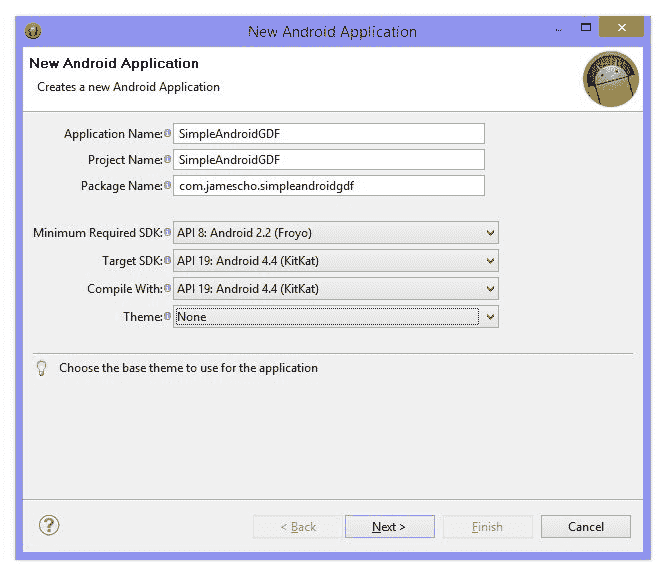 New Android Application
New Android Application
Creates a new Android Application
Application Name: SimpleAndroidGDF
Project Name: SimpleAndroidGDF
Package Name: com.jamescho.simpleandroidgdf
Minimum Required SDK: API 8: Android 2.2 (Froyo)
Target SDK: API 19: Android 4.4 (KitKat)
Compile With: API 19: Android 4.4 (KitKat)
Theme: None
Choose the base theme to use for the application
? < Back Next > Finish Cancel